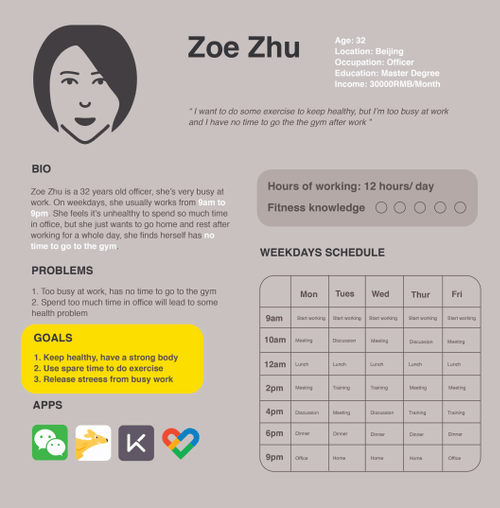 Zoe Zhu
Age: 32
Location: Beijing
Occupation: Officer
Education: Master Degree
Income: 30000RMB/Month
“ I want to do some exercise to keep healthy, but I'm too busy at work
and I have no time to go the the gym after work ”
BIO
Zoe Zhu is a 32 years old officer, she's very busy at
work. On weekdays, she usually works from 9am to
9pm. She feels it's unhealthy to spend so much time
in office, but she just wants to go home and rest after
working for a whole day, she finds herself has no
time to go to the gym.
PROBLEMS
1. Too busy at work, has no time to go to the gym
2. Spend too much time in office will lead to some
health problem
GOALS
1. Keep healthy, have a strong body
2. Use spare time to do exercise
3. Release streess from busy work
APPS
Hours of working: 12 hours/ day
Fitness knowledge
WEEKDAYS SCHEDULE
Mon Tues Wed Thur Fri
9am Start working Start working Start working Start working Start working
10am Meeting Discussion Meeting Discussion Meeting
12am Lunch Lunch Lunch Lunch Lunch
2pm Meeting Training Training Meeting Meeting
4pm Discussion Meeting Discussion Training Training
6pm Dinner Dinner Dinner Dinner Dinner
9pm Office Home Home Home Office